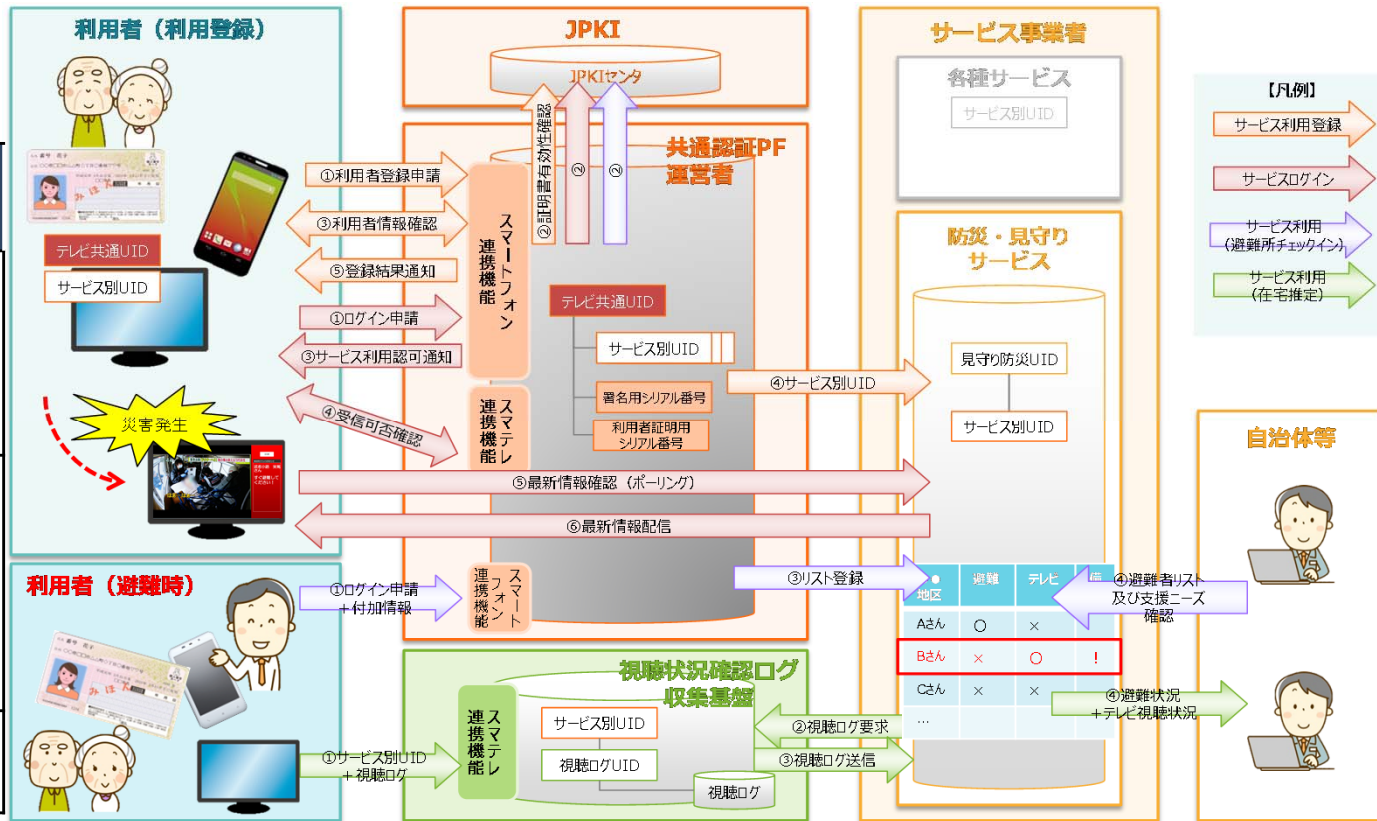 利用者（利用登録）
みほん
テレビ共通UID
サービス別UID
災害発生
利用者（避難時）
みほん
①利用者登録申請
③利用者情報確認
⑤登録結果通知
①ログイン申請
③サービス利用認可通知
④受信可否確認
⑤最新情報確認（ポーリング）
⑥最新情報配信
①ログイン申請
＋付加情報
①サービス別UID
＋視聴ログ
JPKI
JPKIセンタ
②証明書有効性確認
②
②
共通認証PF
運営者
スマートフォン
連携機能
テレビ共通UID
サービス別UID
署名用シリアル番号
利用者証明用
シリアル番号
スマテレ
連携機能
スマート
フォン
連携機能
④サービス別UID
③リスト登録
視聴状況確認ログ
収集基盤
スマテレ
連携機能
サービス別UID
視聴ログUID
視聴ログ
②視聴ログ要求
③視聴ログ送信
サービス事業者
各種サービス
サービス別UID
防災・見守り
サービス
見守り防災UID
サービス別UID
●
地区 避難 テレビ
Aさん ○ ×
Bさん × ○ !
Cさん × ×
…
④避難者リスト
及び支援ニーズ
確認
④避難状況
＋テレビ視聴状況
【凡例】
サービス利用登録
サービスログイン
サービス利用
（避難所チェックイン）
サービス利用
（在宅推定）
自治体等